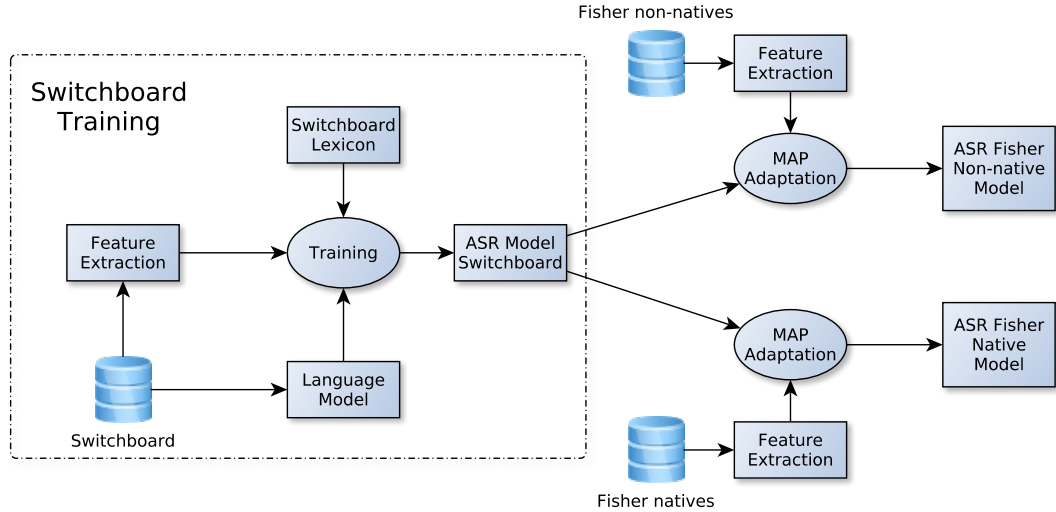 Fisher non-natives
Feature
Extraction
Switchboard
Training
Switchboard
Lexicon
MAP
Adaptation
ASR Fisher
Non-native
Model
Feature
Extraction
Training
ASR Model
Switchboard
MAP
Adaptation
ASR Fisher
Native
Model
Language
Model
Switchboard
Feature
Extraction
Fisher natives